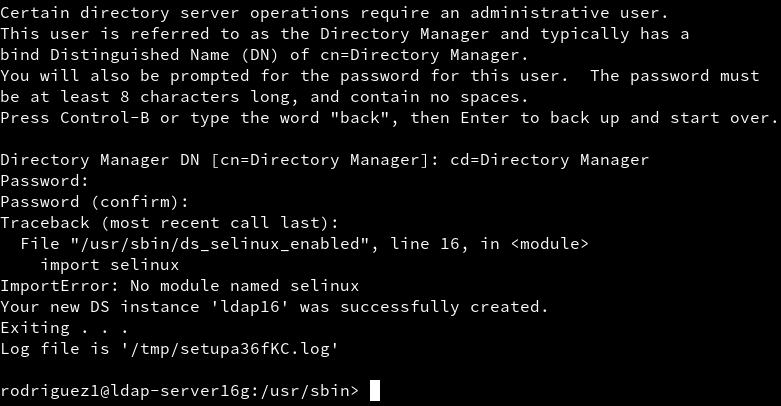 Certain directory server operations require an administrative user.
This user is referred to as the Directory Manager and typically has a
bind Distinguished Name (DN) of cn=Directory Manager.
You will also be prompted for the password for this user.  The password must
be at least 8 characters long, and contain no spaces.
Press Control-B or type the word "back", then Enter to back up and start over.

Directory Manager DN [cn=Directory Manager]: cd=Directory Manager
Password:
Password (confirm):
Traceback (most recent call last):
  File "/usr/sbin/ds_selinux_enabled", line 16, in <module>
    import selinux
ImportError: No module named selinux
Your new DS instance 'ldap16' was successfully created.
Exiting . . .
Log file is '/tmp/setupa36fKC.log'

rodriguez1@ldap-server16g:/usr/sbin>